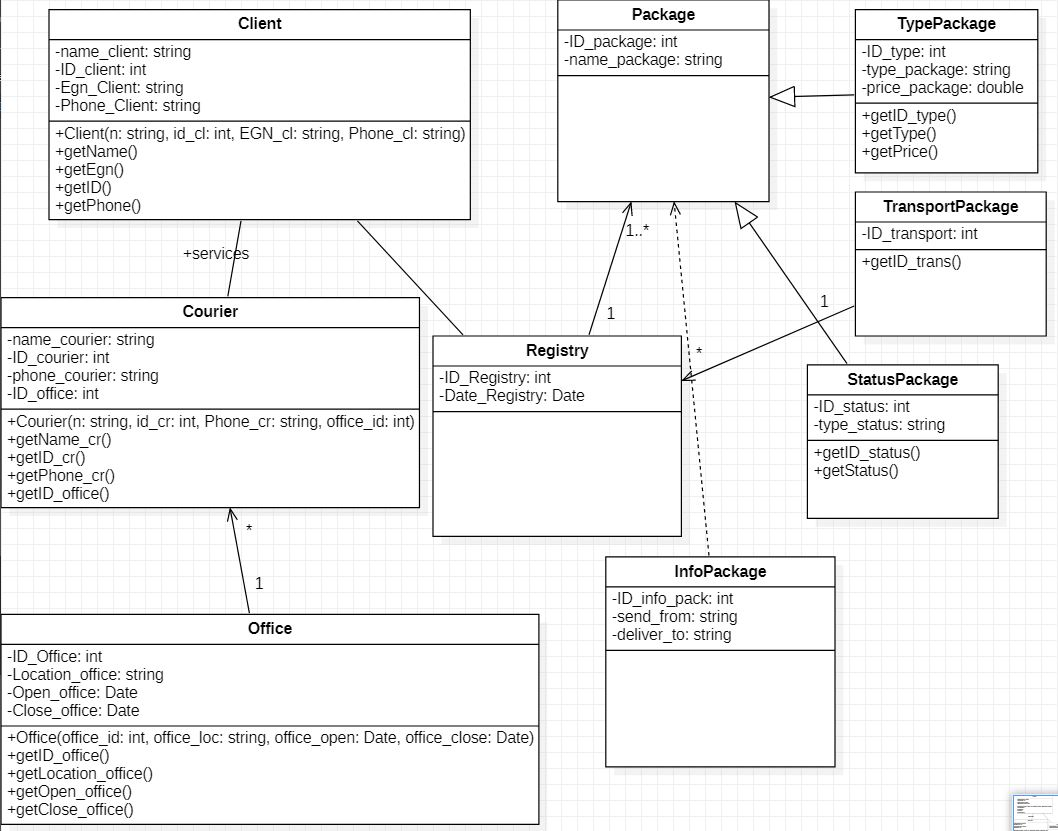 Client
-name_client: string
-ID_client: int
-Egn_Client: string
-Phone_Client: string
+Client(n: string, id_cl: int, EGN_cl: string, Phone_cl: string)
+getName()
+getEgn()
+getID()
+getPhone()
Package
-ID_package: int
-name_package: string
TypePackage
-ID_type: int
-type_package: string
-price_package: double
+getID_type()
+getType()
+getPrice()
TransportPackage
-ID_transport: int
+getID_trans()
+services
1..*
1
1
*
Courier
-name_courier: string
-ID_courier: int
-phone_courier: string
-ID_office: int
+Courier(n: string, id_cr: int, Phone_cr: string, office_id: int)
+getName_cr()
+getID_cr()
+getPhone_cr()
+getID_office()
Registry
-ID_Registry: int
-Date_Registry: Date
StatusPackage
-ID_status: int
-type_status: string
+getID_status()
+getStatus()
*
1
InfoPackage
-ID_info_pack: int
-send_from: string
-deliver_to: string
Office
-ID_Office: int
-Location_office: string
-Open_office: Date
-Close_office: Date
+Office(office_id: int, office_loc: string, office_open: Date, office_close: Date)
+getID_office()
+getLocation_office()
+getOpen_office()
+getClose_office()